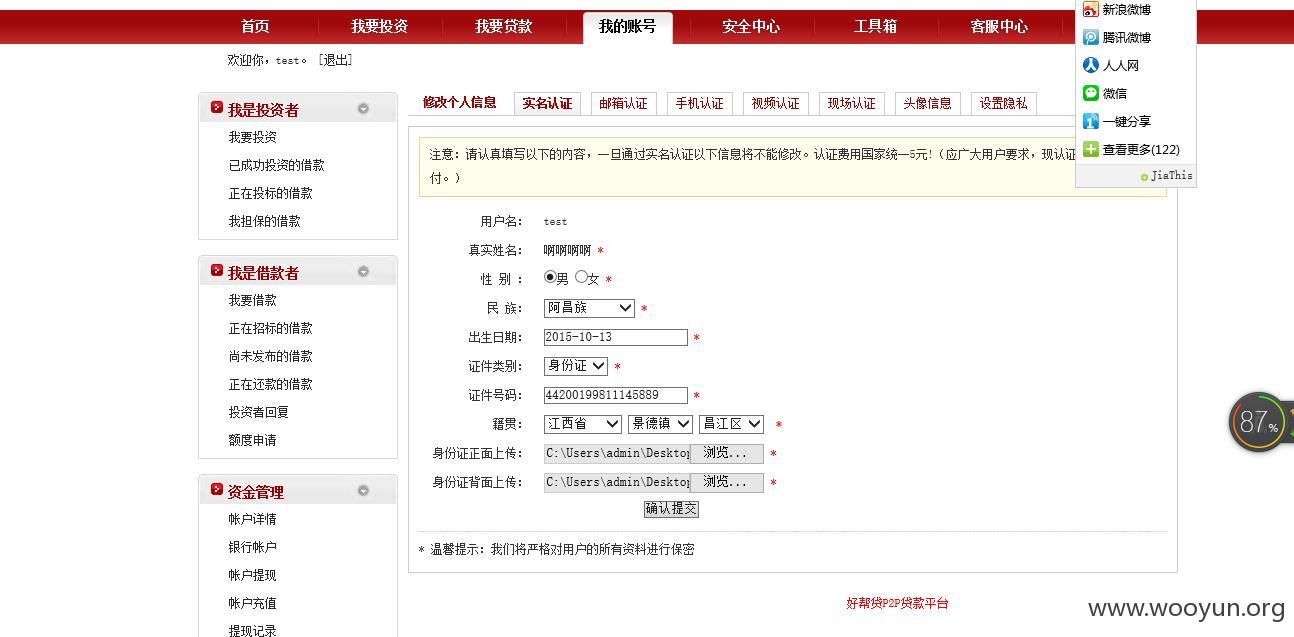 首页 我要投资 我要贷款 我的账号 安全中心 工具箱 客服中心
新浪微博
腾讯微博
人人网
微信
一键分享
查看更多(122)
JiaThis
欢迎你，test。 [退出]
我是投资者
我要投资
已成功投资的借款
正在投标的借款
我担保的借款
我是借款者
我要借款
正在招标的借款
尚未发布的借款
正在还款的借款
投资者回复
额度申请
资金管理
帐户详情
银行帐户
帐户提现
帐户充值
提现记录
修改个人信息 实名认证 邮箱认证 手机认证 视频认证 现场认证 头像信息 设置隐私
注意：请认真填写以下的内容，一旦通过实名认证以下信息将不能修改。认证费用国家统一5元!（应广大用户要求，现认证
付。）
用户名： test
真实姓名： 啊啊啊啊 *
性 别 ： 男 女 *
民 族： 阿昌族 *
出生日期： 2015-10-13 *
证件类别： 身份证 *
证件号码： 44200199811145889 *
籍贯： 江西省 景德镇 昌江区 *
身份证正面上传： C:\Users\admin\Desktop 浏览... *
身份证背面上传： C:\Users\admin\Desktop 浏览... *
确认提交
* 温馨提示：我们将严格对用户的所有资料进行保密
87%
好帮贷P2P贷款平台
www.wooyun.org